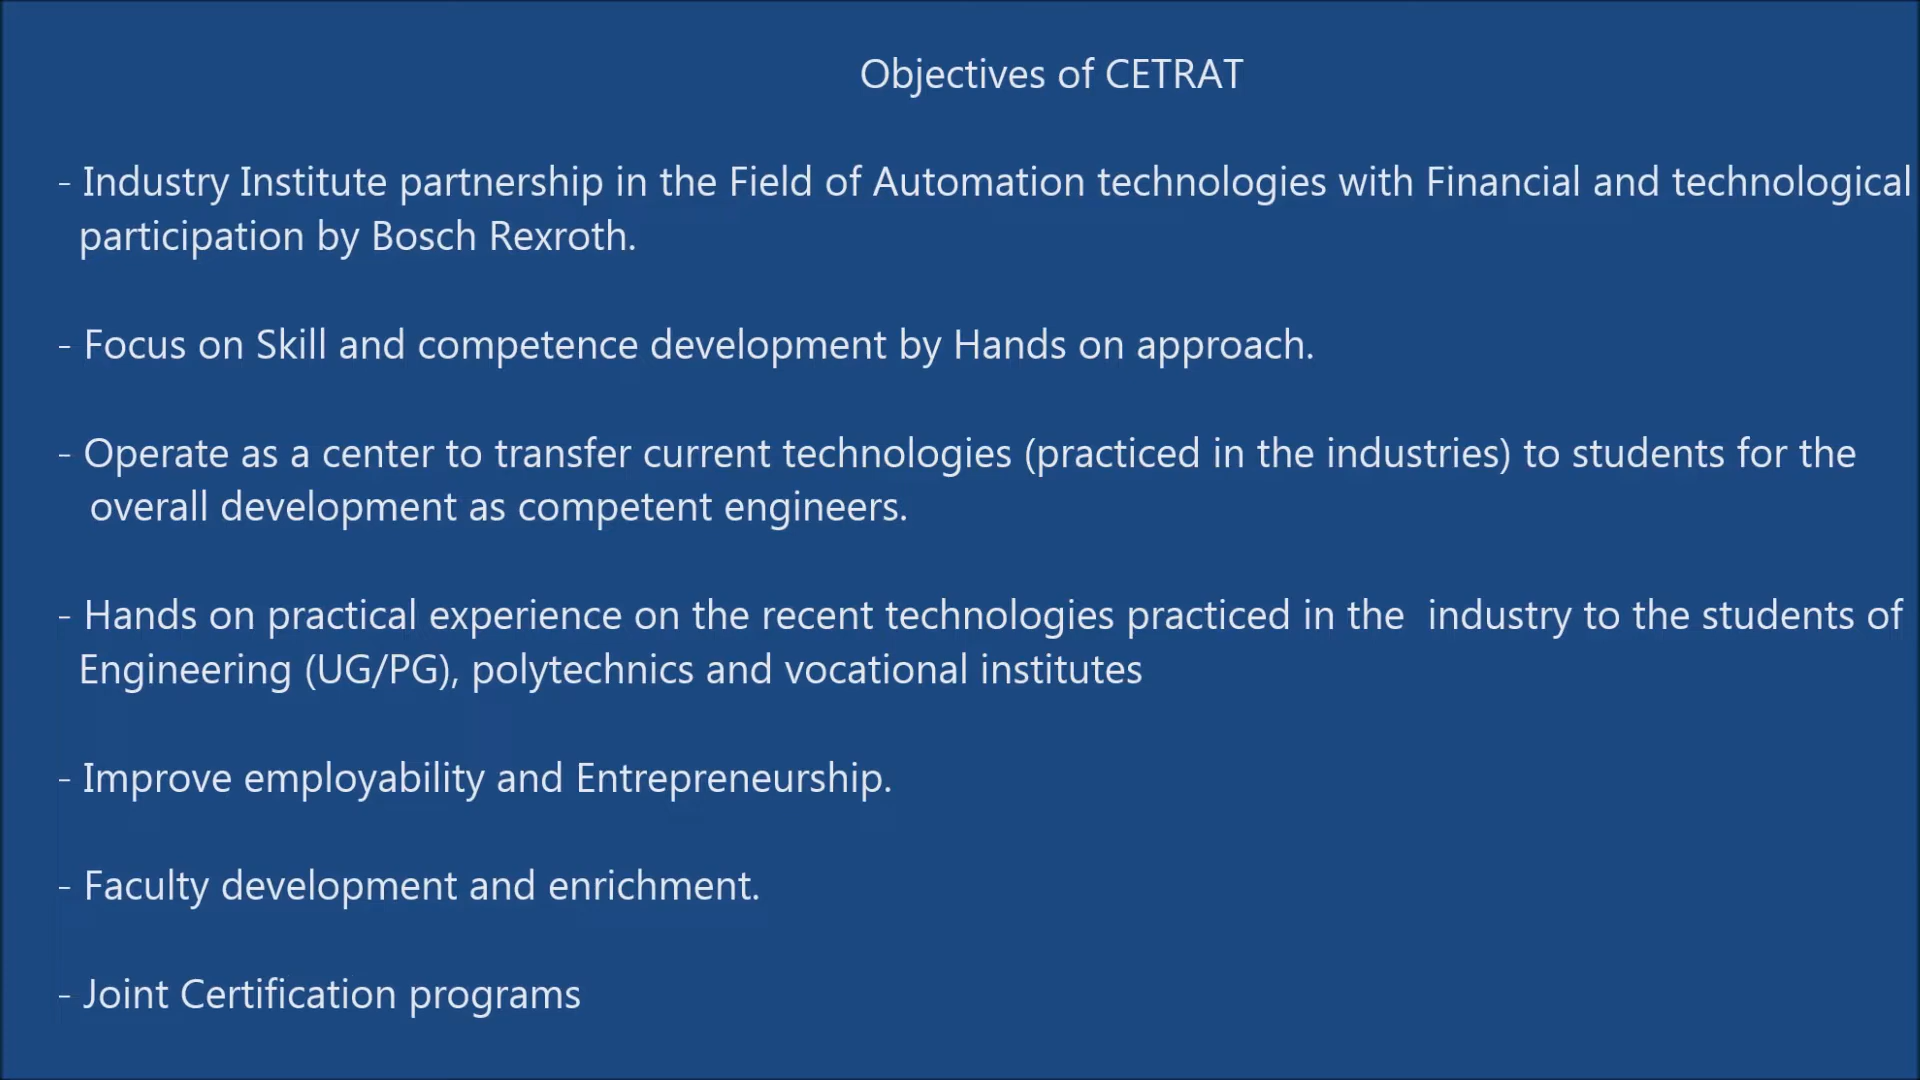 Objectives of CETRAT
- Industry Institute partnership in the Field of Automation technologies with Financial and technological
participation by Bosch Rexroth.
- Focus on Skill and competence development by Hands on approach.
- Operate as a center to transfer current technologies (practiced in the industries) to students for the
overall development as competent engineers.
- Hands on practical experience on the recent technologies practiced in the  industry to the students of
Engineering (UG/PG), polytechnics and vocational institutes
- Improve employability and Entrepreneurship.
- Faculty development and enrichment.
- Joint Certification programs